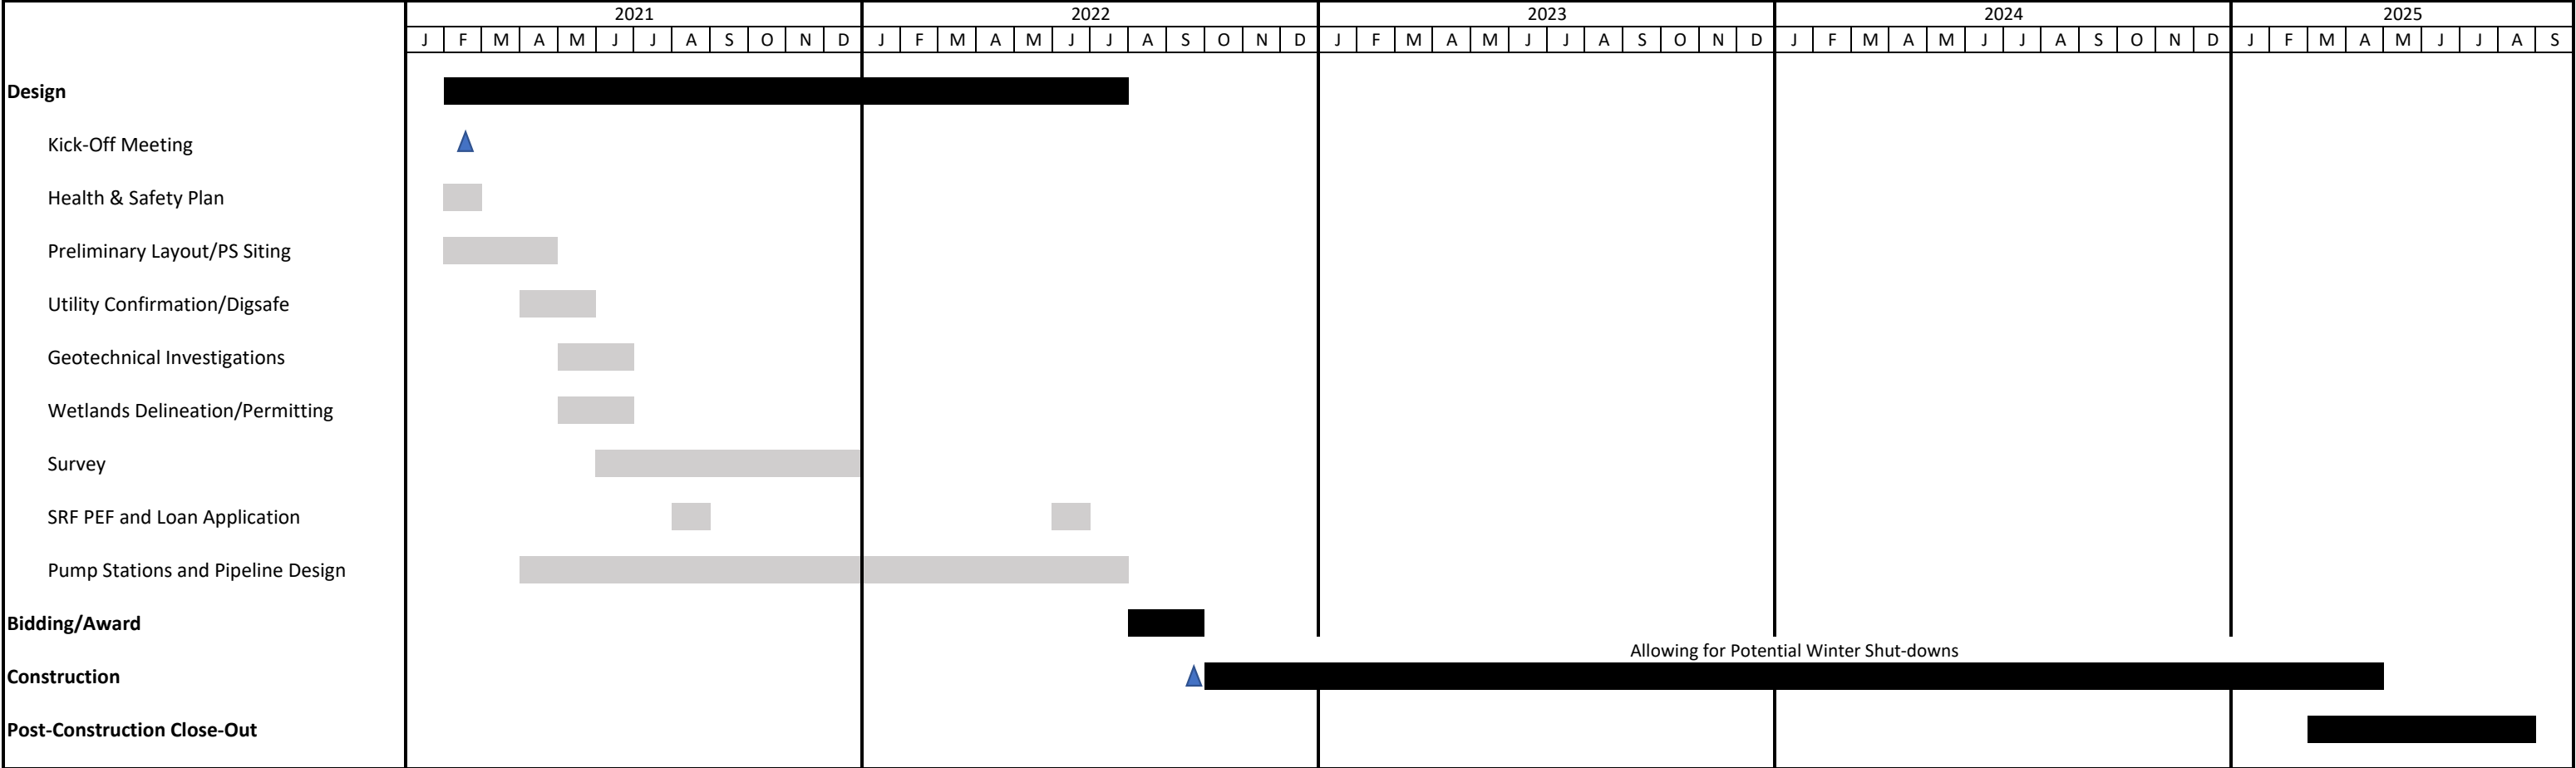 2021 2022 2023 2024 2025
J F M A M J J A S O N D J F M A M J J A S O N D J F M A M J J A S O N D J F M A M J J A S O N D J F M A M J J A S
Design
Kick-Off Meeting
Health & Safety Plan
Preliminary Layout/PS Siting
Utility Confirmation/Digsafe
Geotechnical Investigations
Wetlands Delineation/Permitting
Survey
SRF PEF and Loan Application
Pump Stations and Pipeline Design
Bidding/Award
Allowing for Potential Winter Shut-downs
Construction
Post-Construction Close-Out